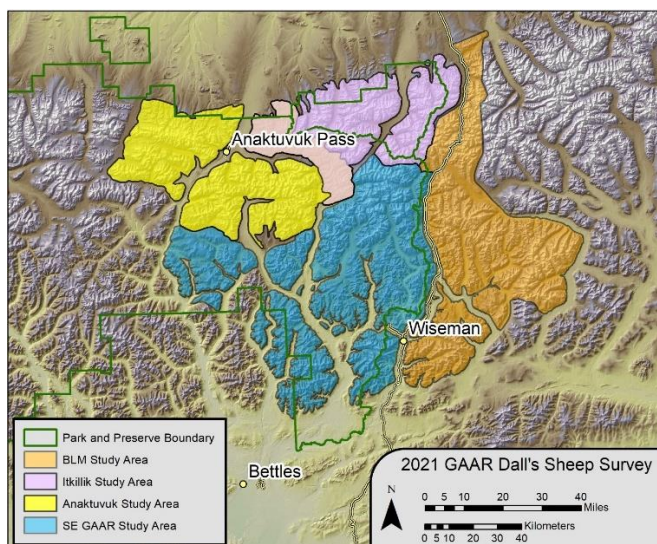 Anaktuvuk Pass
Wiseman
Bettles
Park and Preserve Boundary
BLM Study Area
Itkillik Study Area
Anaktuvuk Study Area
SE GAAR Study Area
2021 GAAR Dall's Sheep Survey
N
0 5 10 20 30 40
Miles
0 5 10 20 30 40
Kilometers